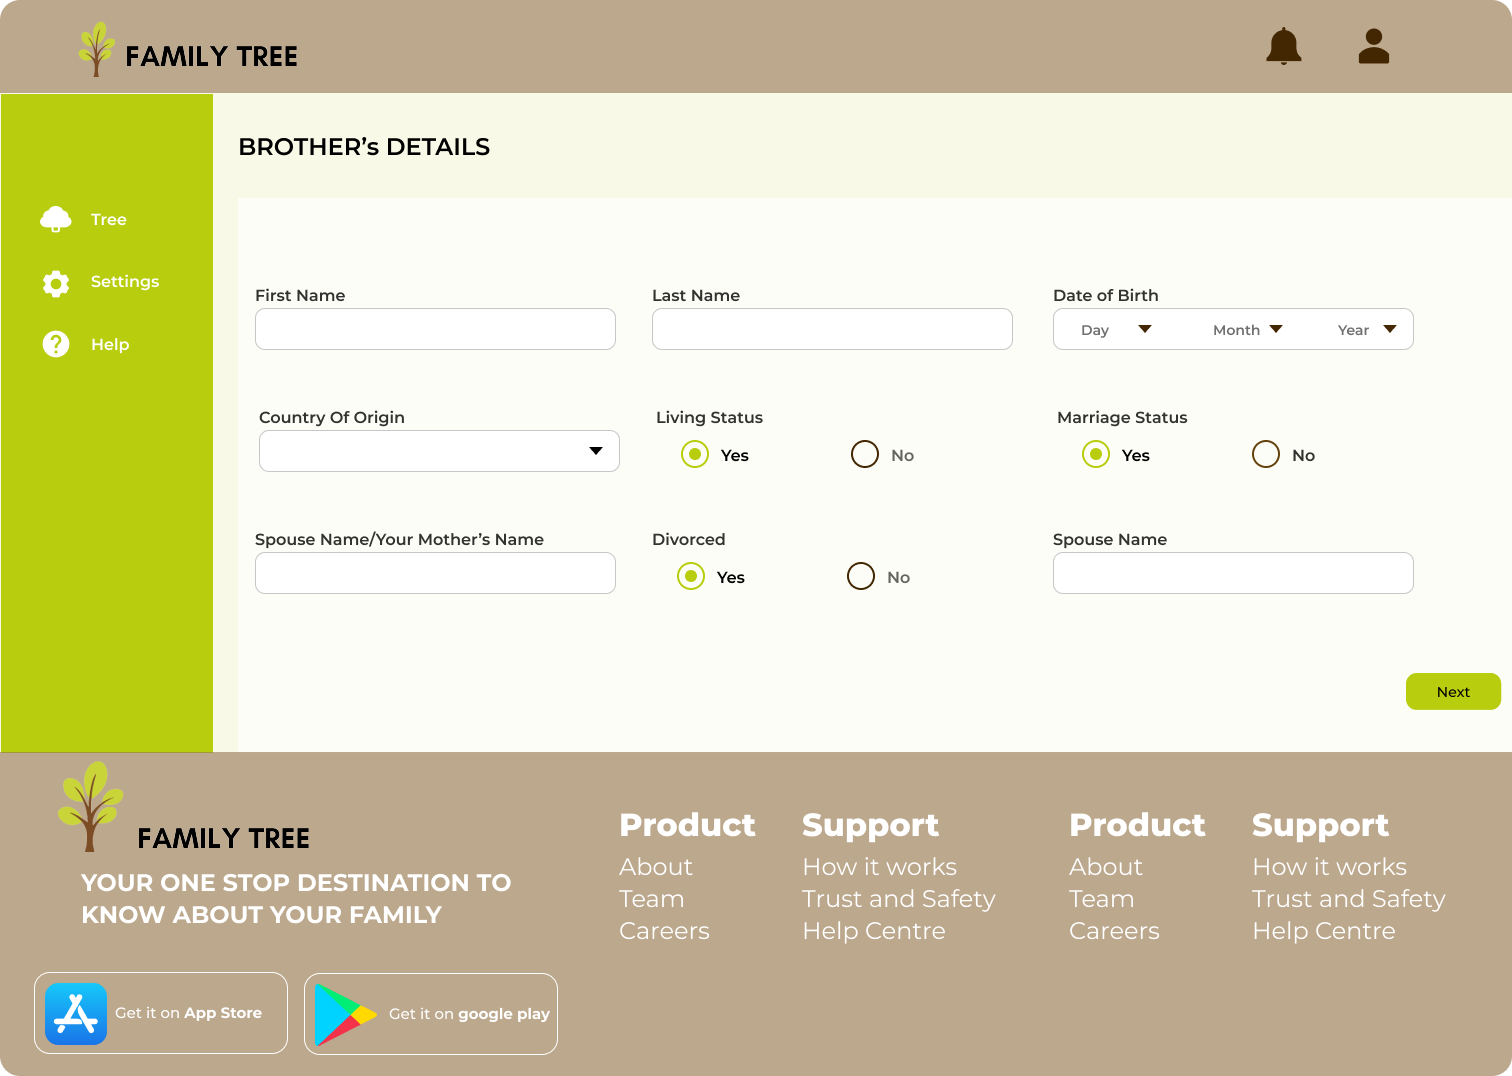 FAMILY TREE
BROTHER’s DETAILS
Tree
Settings
Help
First Name
Last Name
Date of Birth
Day
Month
Year
Country Of Origin
Living Status
Marriage Status
Yes
No
Yes
No
Spouse Name/Your Mother’s Name
Divorced
Spouse Name
Yes
No
Next
FAMILY TREE
YOUR ONE STOP DESTINATION TO
KNOW ABOUT YOUR FAMILY
Get it on App Store
Get it on google play
Product
About
Team
Careers
Support
How it works
Trust and Safety
Help Centre
Product
About
Team
Careers
Support
How it works
Trust and Safety
Help Centre